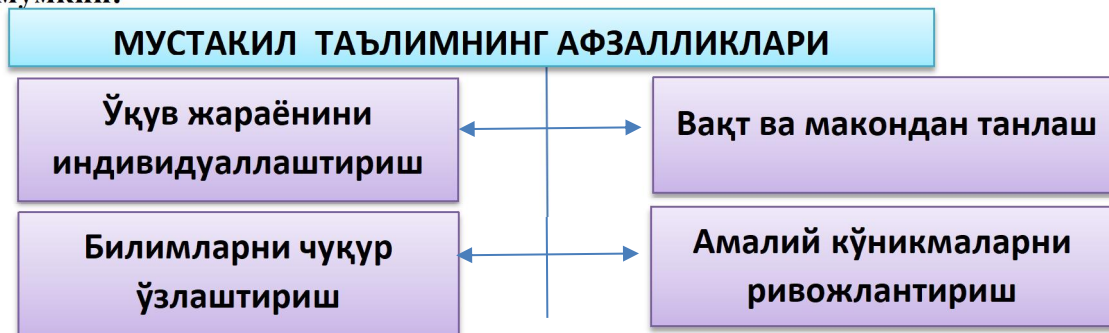 МУСТАКИЛ ТАЪЛИМНИНГ АФЗАЛЛИКЛАРИ
Ўқув жараёнини
индивидуаллаштириш
Вақт ва макондан танлаш
Билимларни чуқур
ўзлаштириш
Амалий кўникмаларни
ривожлантириш